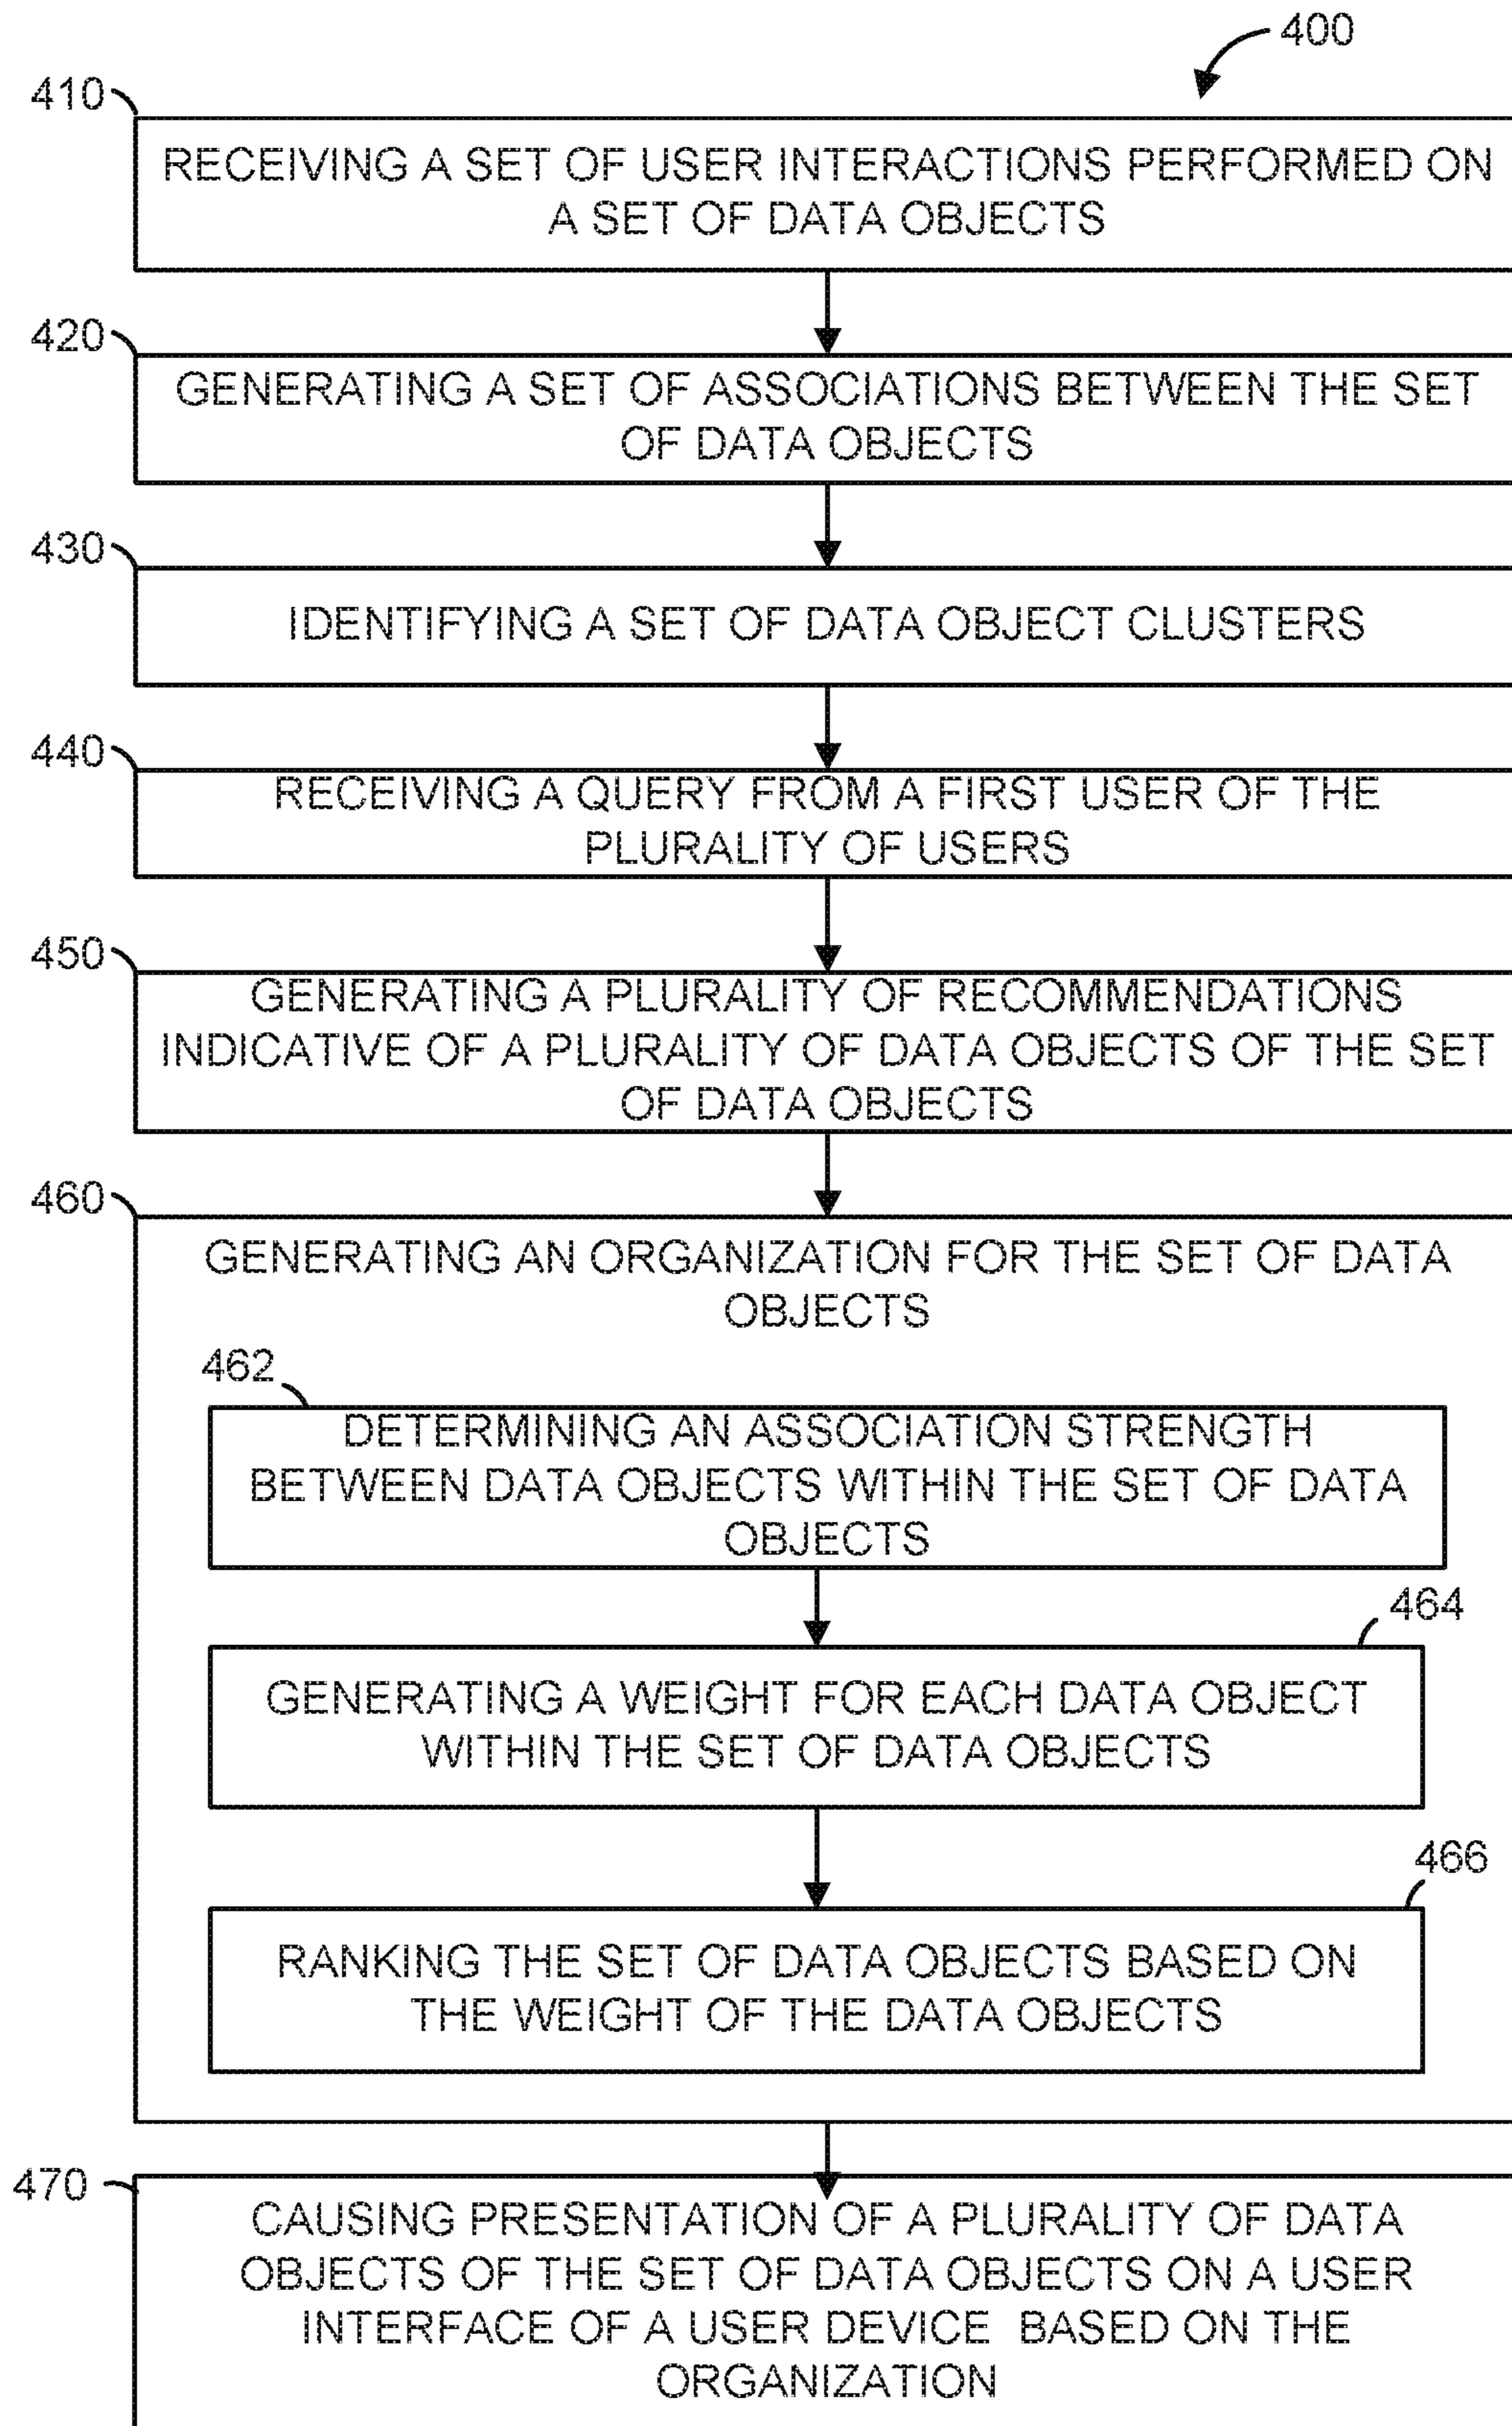 400
410
RECEIVING A SET OF USER INTERACTIONS PERFORMED ON
A SET OF DATA OBJECTS
420
GENERATING A SET OF ASSOCIATIONS BETWEEN THE SET
OF DATA OBJECTS
430
IDENTIFYING A SET OF DATA OBJECT CLUSTERS
440
RECEIVING A QUERY FROM A FIRST USER OF THE
PLURALITY OF USERS
450
GENERATING A PLURALITY OF RECOMMENDATIONS
INDICATIVE OF A PLURALITY OF DATA OBJECTS OF THE SET
OF DATA OBJECTS
460
GENERATING AN ORGANIZATION FOR THE SET OF DATA
OBJECTS
462
DETERMINING AN ASSOCIATION STRENGTH
BETWEEN DATA OBJECTS WITHIN THE SET OF DATA
OBJECTS
464
GENERATING A WEIGHT FOR EACH DATA OBJECT
WITHIN THE SET OF DATA OBJECTS
466
RANKING THE SET OF DATA OBJECTS BASED ON
THE WEIGHT OF THE DATA OBJECTS
470
CAUSING PRESENTATION OF A PLURALITY OF DATA
OBJECTS OF THE SET OF DATA OBJECTS ON A USER
INTERFACE OF A USER DEVICE BASED ON THE
ORGANIZATION